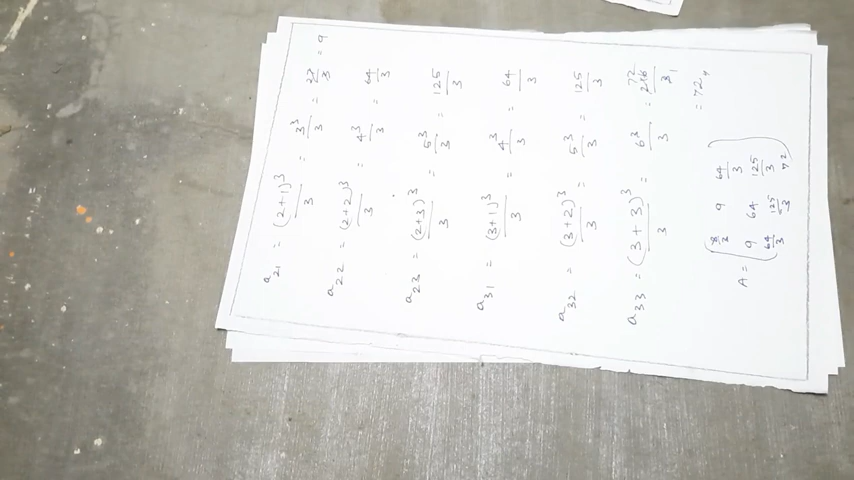 a₂₁ = (2+1)³/3 = 3³/3 = 27/3 = 9
a₂₂ = (2+2)³/3 = 4³/3 = 64/3
a₂₃ = (2+3)³/3 = 5³/3 = 125/3
a₃₁ = (3+1)³/3 = 4³/3 = 64/3
a₃₂ = (3+2)³/3 = 5³/3 = 125/3
a₃₃ = (3+3)³/3 = 6³/3 = 72 216/3 1
= 72
A = ( 8/3 9 64/3
9 64 125/3
64/3 125/3 72 )